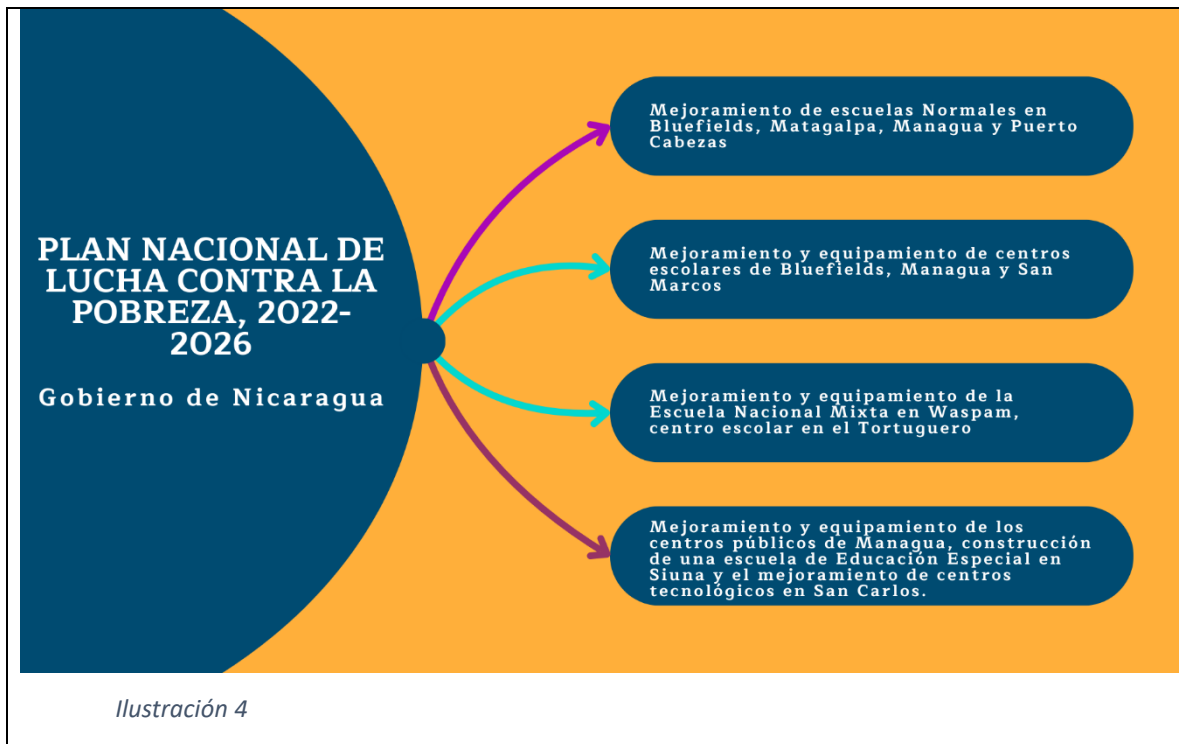 PLAN NACIONAL DE
LUCHA CONTRA LA
POBREZA, 2022-
2026
Gobierno de Nicaragua
Mejoramiento de escuelas Normales en
Bluefields, Matagalpa, Managua y Puerto
Cabezas
Mejoramiento y equipamiento de centros
escolares de Bluefields, Managua y San
Marcos
Mejoramiento y equipamiento de la
Escuela Nacional Mixta en Waspam,
centro escolar en el Tortuguero
Mejoramiento y equipamiento de los
centros públicos de Managua, construcción
de una escuela de Educación Especial en
Siuna y el mejoramiento de centros
tecnológicos en San Carlos.
Ilustración 4